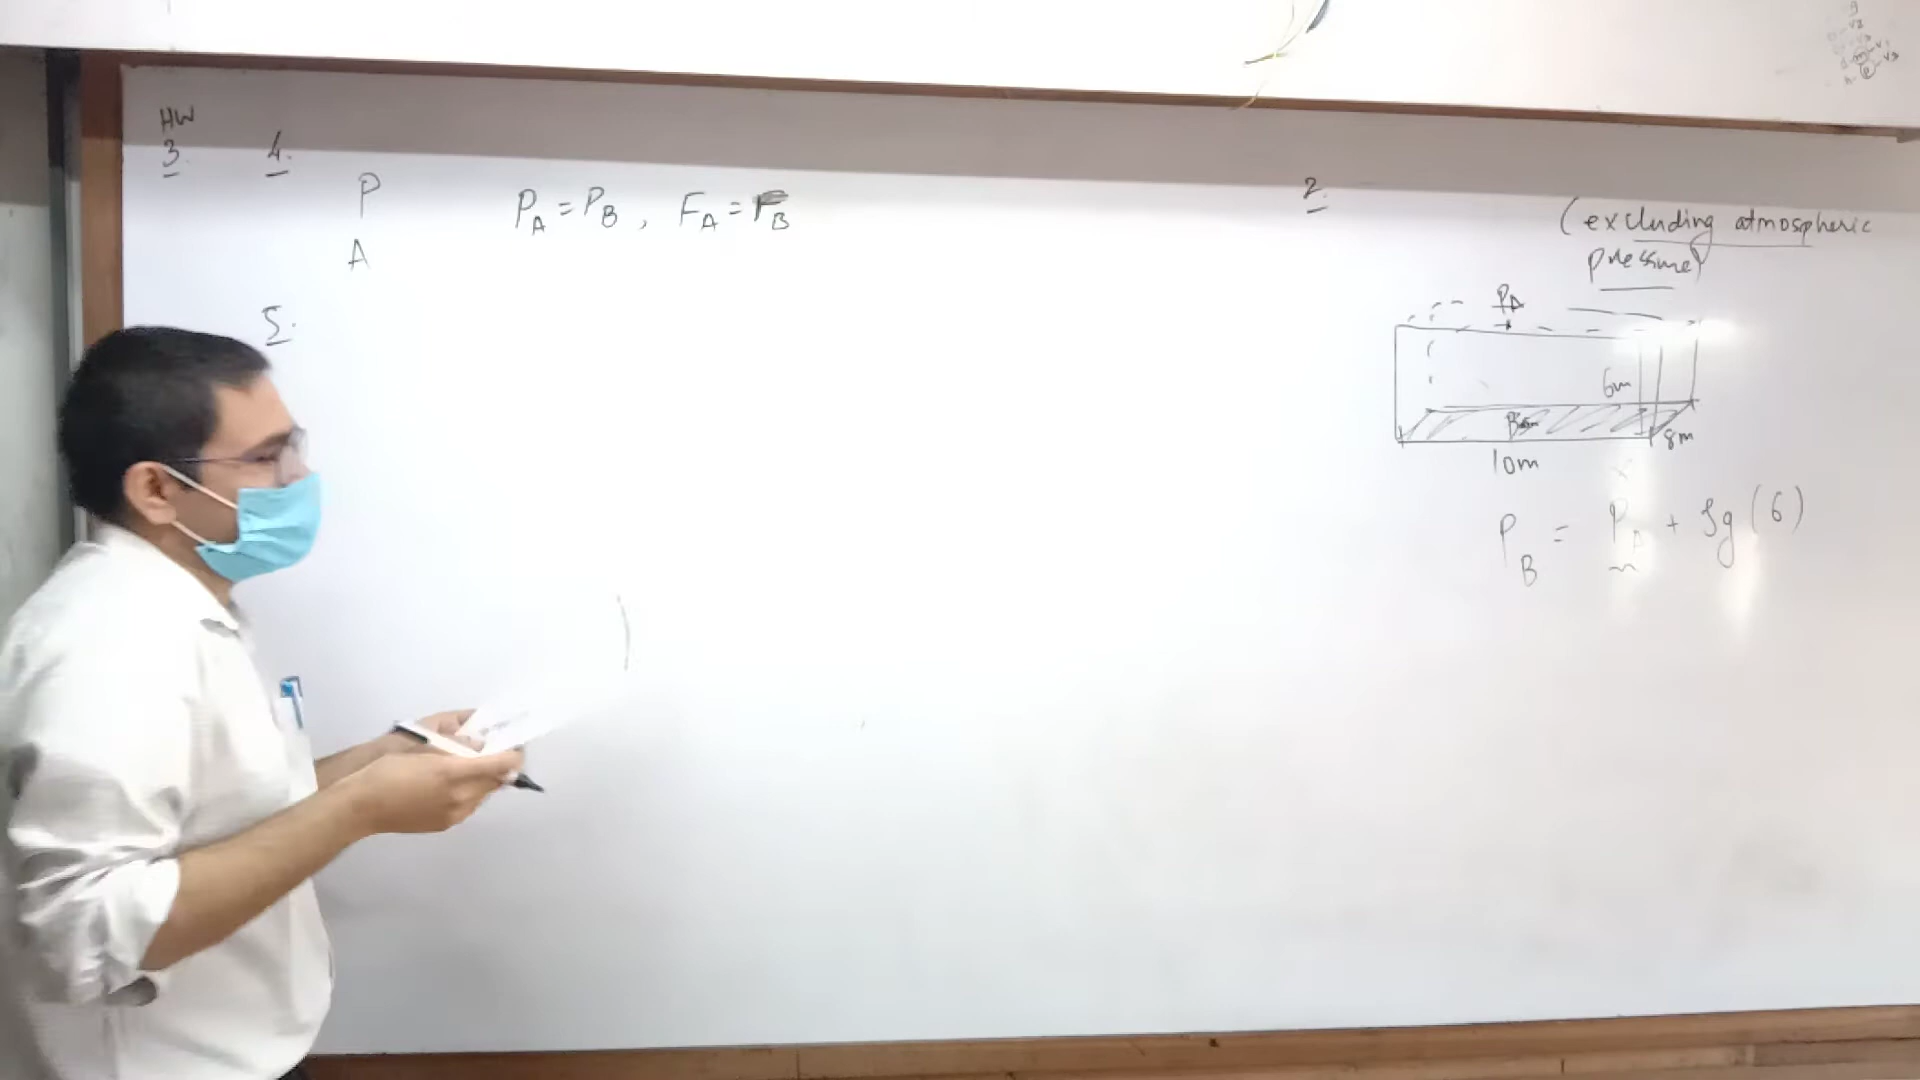 HW
3.
4.
P
A
P_A = P_B , F_A = F_B
5.
2.
(excluding atmospheric
pressure)
P_A
6m
B
8m
10m
P_B = P_A + ρg (6)